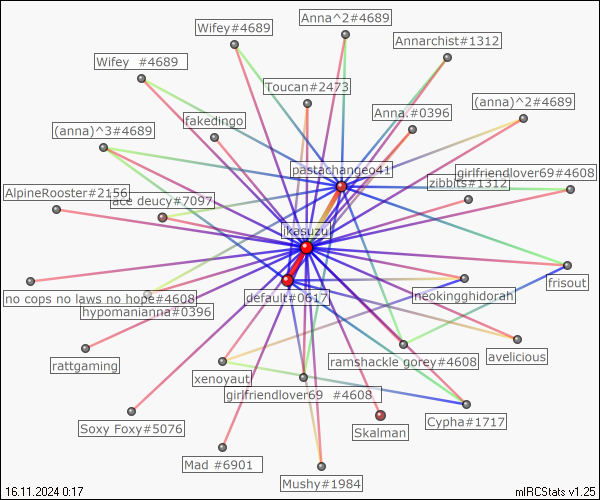 Anna^2#4689
Wifey#4689
Annarchist#1312
Wifey #4689
Toucan#2473
(anna)^2#4689
fakedingo
Anna.#0396
(anna)^3#4689
pastachangeo41
girlfriendlover69#4608
zibbits#1312
AlpineRooster#2156
ace deucy#7097
ikasuzu
frisout
no cops no laws no hope#4608
default#0617
neokingghidorah
hypomanianna#0396
rattgaming
ramshackle gorey#4608
avelicious
xenoyaut
girlfriendlover69 #4608
Cypha#1717
Soxy Foxy#5076
Skalman
Mad #6901
Mushy#1984
16.11.2024 0:17
mIRCStats v1.25